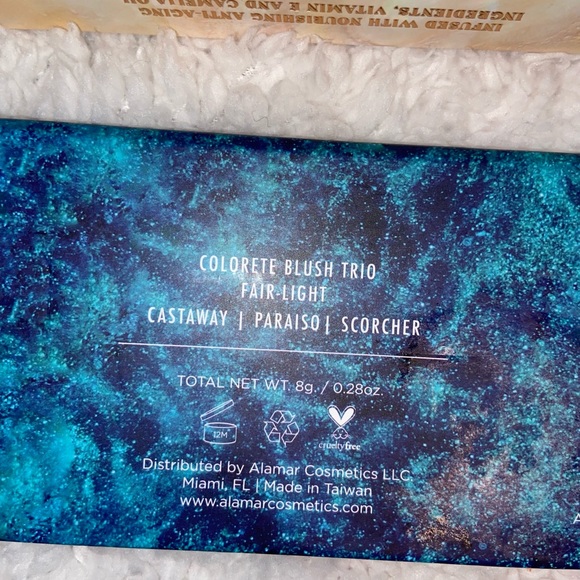 INFUSED WITH NOURISHING ANTI-AGING
INGREDIENTS, VITAMIN E AND CAMELLIA OIL
COLORETE BLUSH TRIO
FAIR-LIGHT
CASTAWAY | PARAISO | SCORCHER
TOTAL NET WT. 8g. / 0.28oz.
12M
crueltyfree
Distributed by Alamar Cosmetics LLC
Miami, FL | Made in Taiwan
www.alamarcosmetics.com